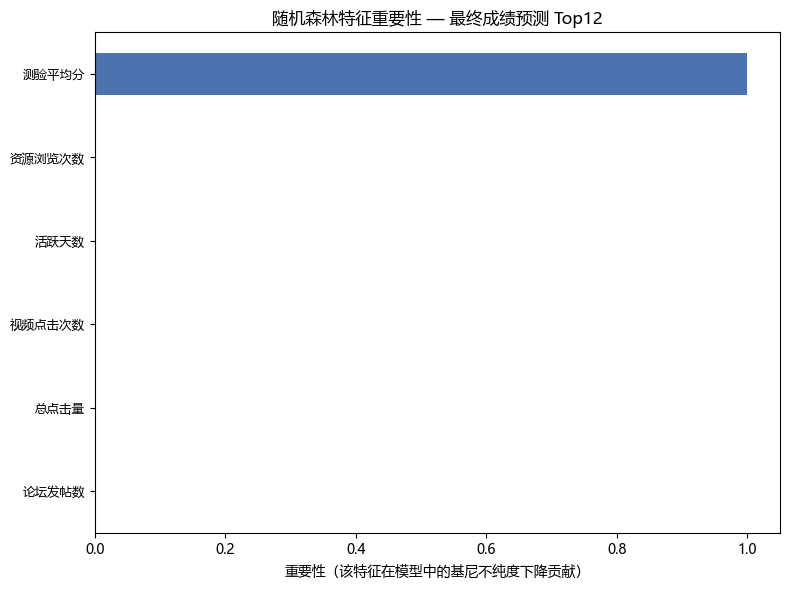 随机森林特征重要性 — 最终成绩预测 Top12
测验平均分
资源浏览次数
活跃天数
视频点击次数
总点击量
论坛发帖数
0.0 0.2 0.4 0.6 0.8 1.0
重要性（该特征在模型中的基尼不纯度下降贡献）